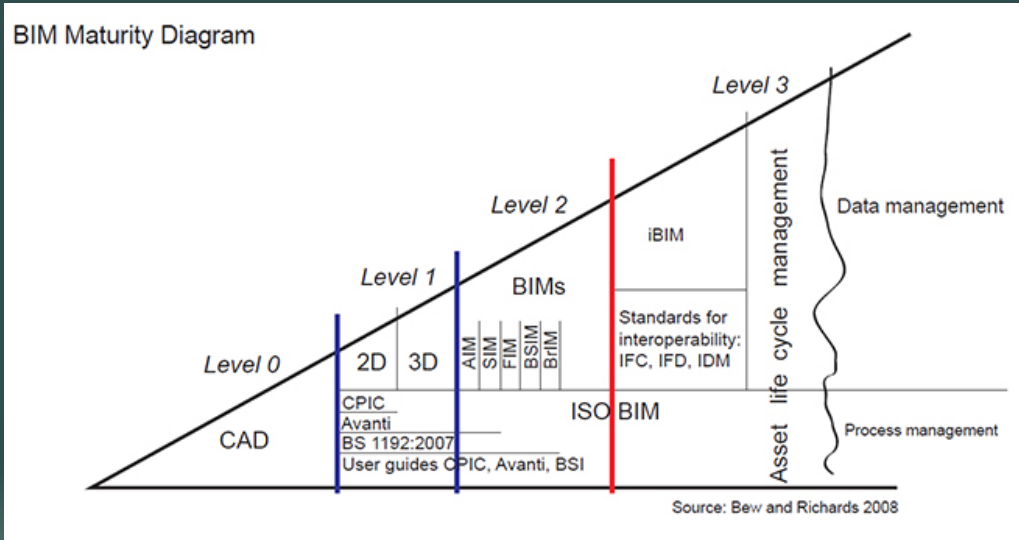 BIM Maturity Diagram
Level 3
Level 2
Level 1
Level 0
iBIM
Data management
BIMs
Standards for
interoperability:
IFC, IFD, IDM
2D
3D
AIM
SIM
FIM
BSIM
BrIM
CPIC
Avanti
BS 1192:2007
User guides CPIC, Avanti, BSI
CAD
ISO BIM
Asset life cycle management
Process management
Source: Bew and Richards 2008